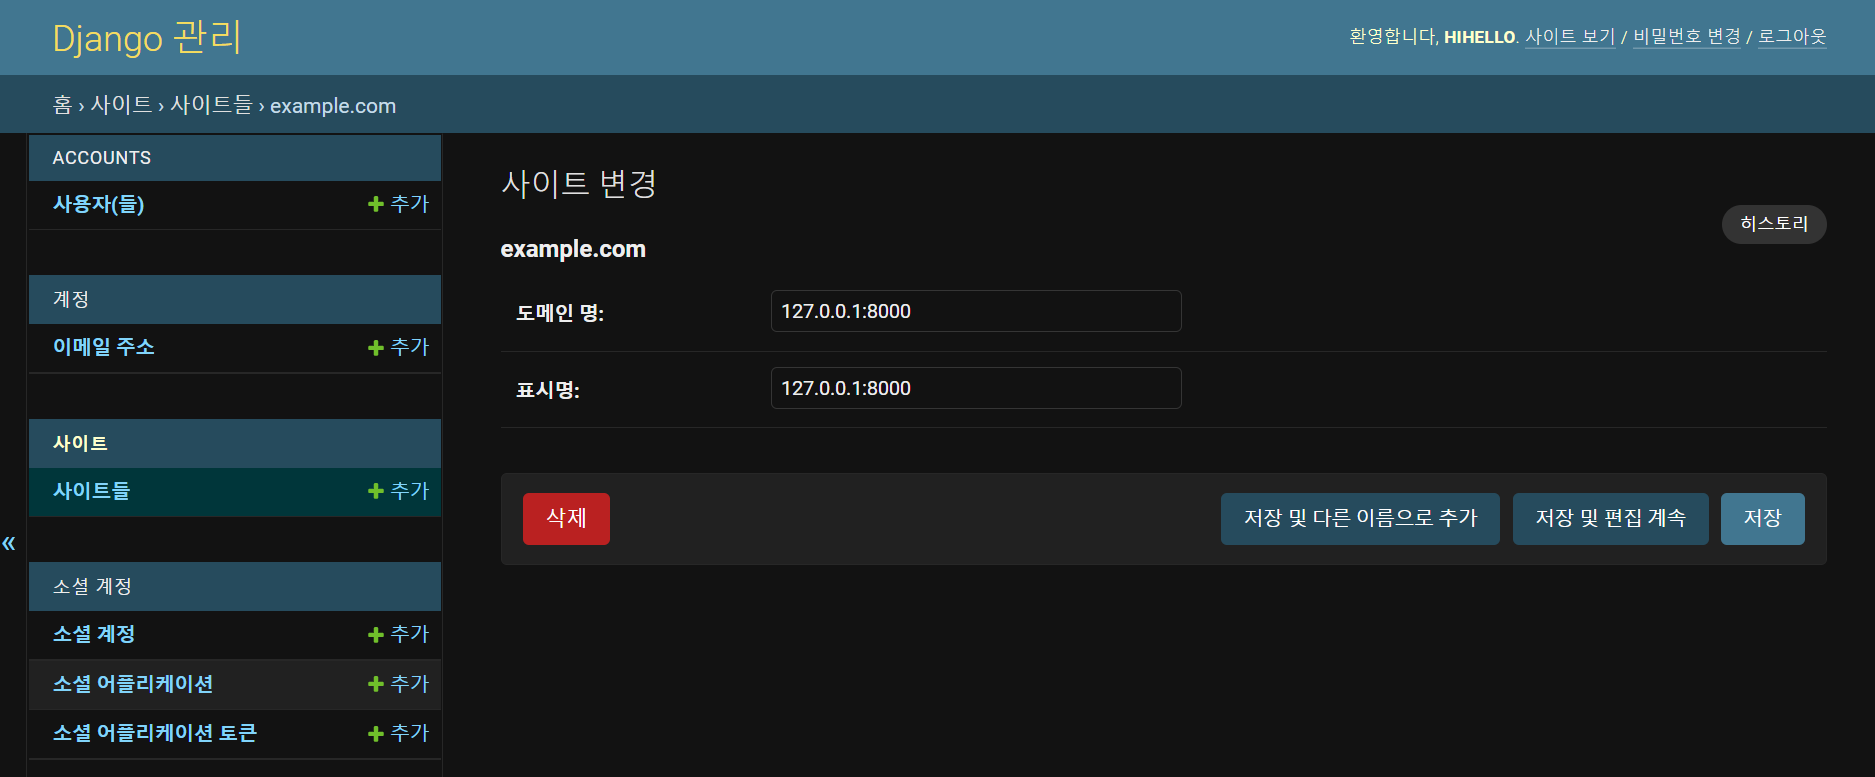 Django 관리
환영합니다, HIHELLO. 사이트 보기 / 비밀번호 변경 / 로그아웃
홈 › 사이트 › 사이트들 › example.com
ACCOUNTS
사용자(들) 추가
계정
이메일 주소 추가
사이트
사이트들 추가
«
소셜 계정
소셜 계정 추가
소셜 어플리케이션 추가
소셜 어플리케이션 토큰 추가
사이트 변경
히스토리
example.com
도메인 명: 127.0.0.1:8000
표시명: 127.0.0.1:8000
삭제 저장 및 다른 이름으로 추가 저장 및 편집 계속 저장